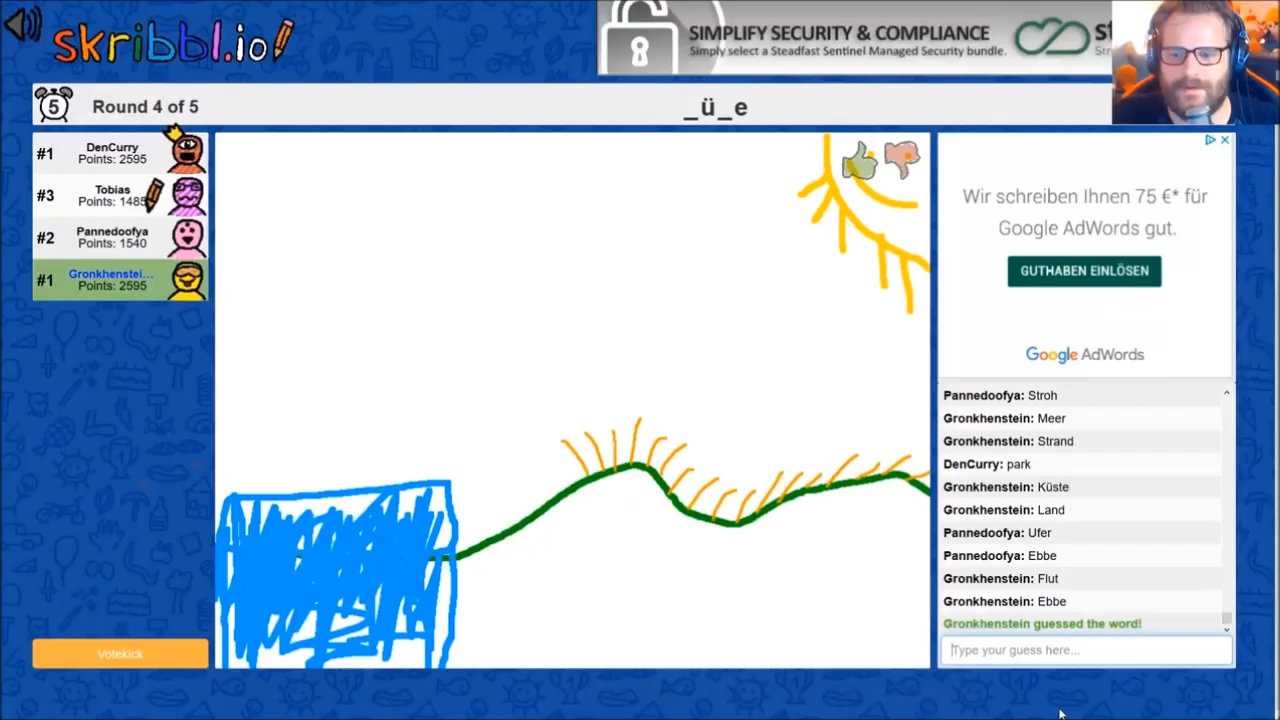 skribbl.io
SIMPLIFY SECURITY & COMPLIANCE
Simply select a Steadfast Sentinel Managed Security bundle.
5
Round 4 of 5
_ü_e
#1
DenCurry
Points: 2595
#3
Tobias
Points: 1485
#2
Pannedoofya
Points: 1540
#1
Gronkhenstei...
Points: 2595
Votekick
Wir schreiben Ihnen 75 €* für
Google AdWords gut.
GUTHABEN EINLÖSEN
Google AdWords
Pannedoofya: Stroh
Gronkhenstein: Meer
Gronkhenstein: Strand
DenCurry: park
Gronkhenstein: Küste
Gronkhenstein: Land
Pannedoofya: Ufer
Pannedoofya: Ebbe
Gronkhenstein: Flut
Gronkhenstein: Ebbe
Gronkhenstein guessed the word!
Type your guess here...